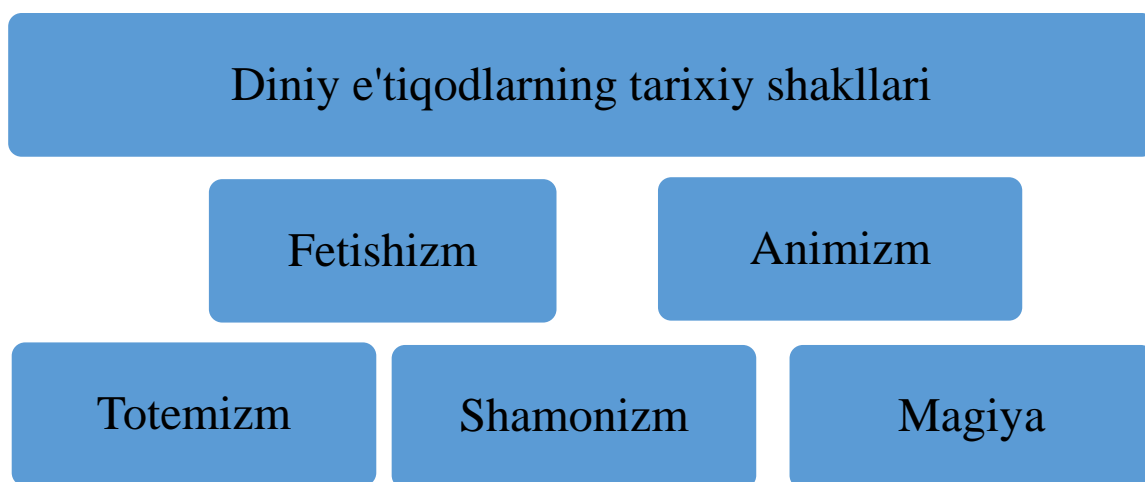 Diniy e'tiqodlarning tarixiy shakllari
Fetishizm
Animizm
Totemizm
Shamonizm
Magiya